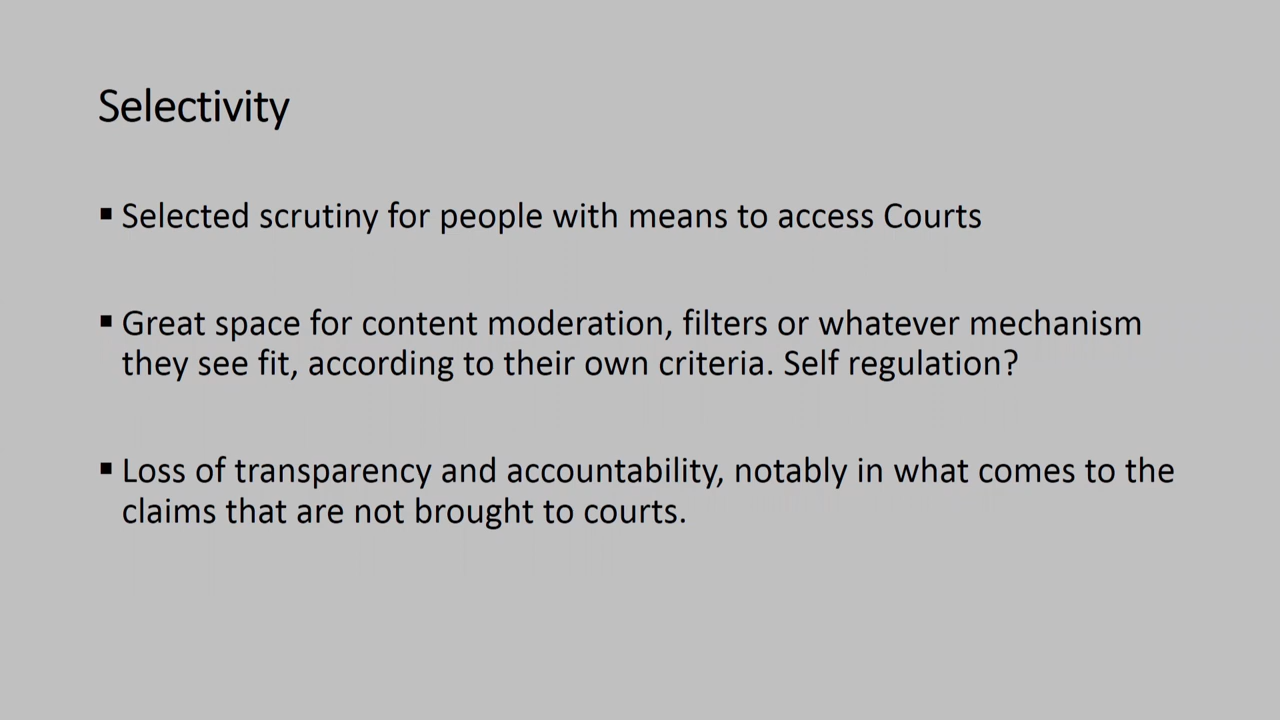 Selectivity
▪ Selected scrutiny for people with means to access Courts
▪ Great space for content moderation, filters or whatever mechanism
they see fit, according to their own criteria. Self regulation?
▪ Loss of transparency and accountability, notably in what comes to the
claims that are not brought to courts.